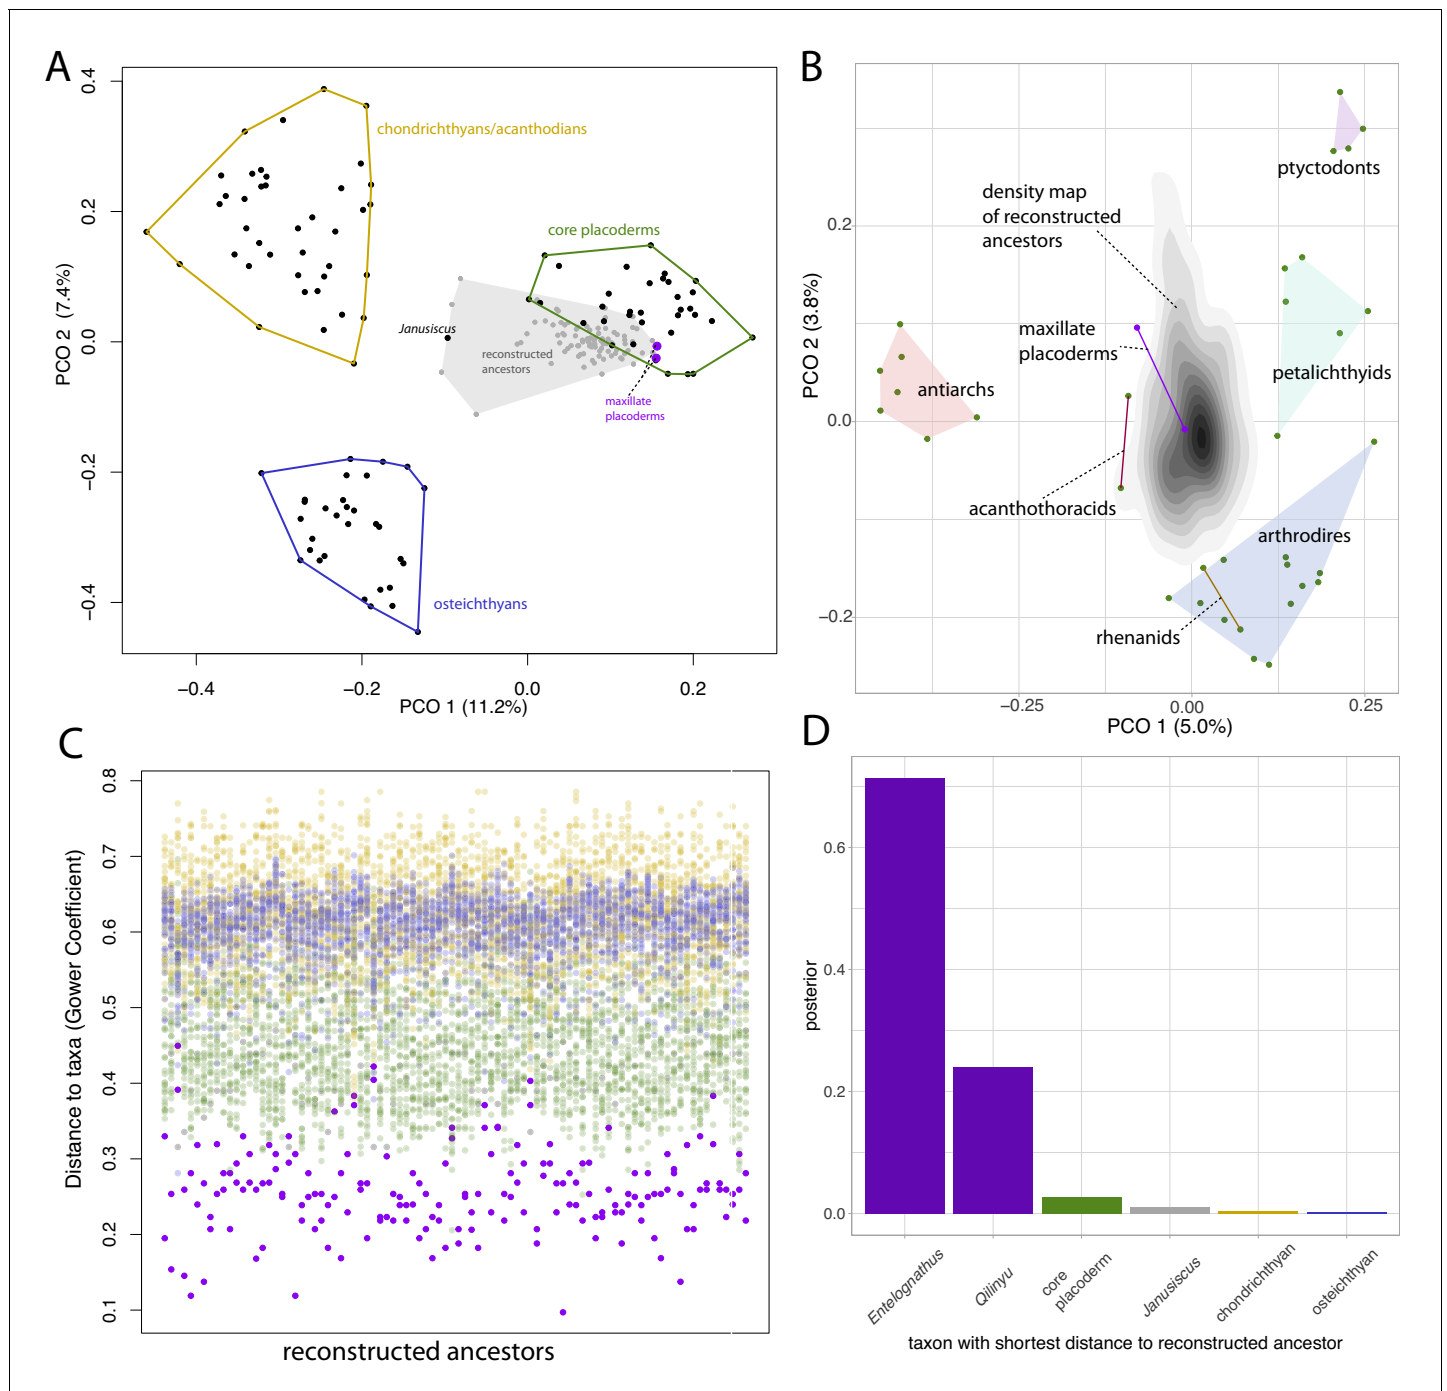 A
0.4
0.2
0.0
−0.2
−0.4
PCO 2 (7.4%)
chondrichthyans/acanthodians
core placoderms
Janusiscus
reconstructed
ancestors
maxillate
placoderms
osteichthyans
−0.4
−0.2
0.0
0.2
PCO 1 (11.2%)
B
0.2
0.0
−0.2
PCO 2 (3.8%)
ptyctodonts
density map
of reconstructed
ancestors
maxillate
placoderms
petalichthyids
antiarchs
acanthothoracids
arthrodires
rhenanids
−0.25
0.00
0.25
PCO 1 (5.0%)
C
0.8
0.7
0.6
0.5
0.4
0.3
0.2
0.1
Distance to taxa (Gower Coefficient)
reconstructed ancestors
D
0.6
0.4
0.2
0.0
posterior
Entelognathus
Qilinyu
core
placoderm
Janusiscus
chondrichthyan
osteichthyan
taxon with shortest distance to reconstructed ancestor